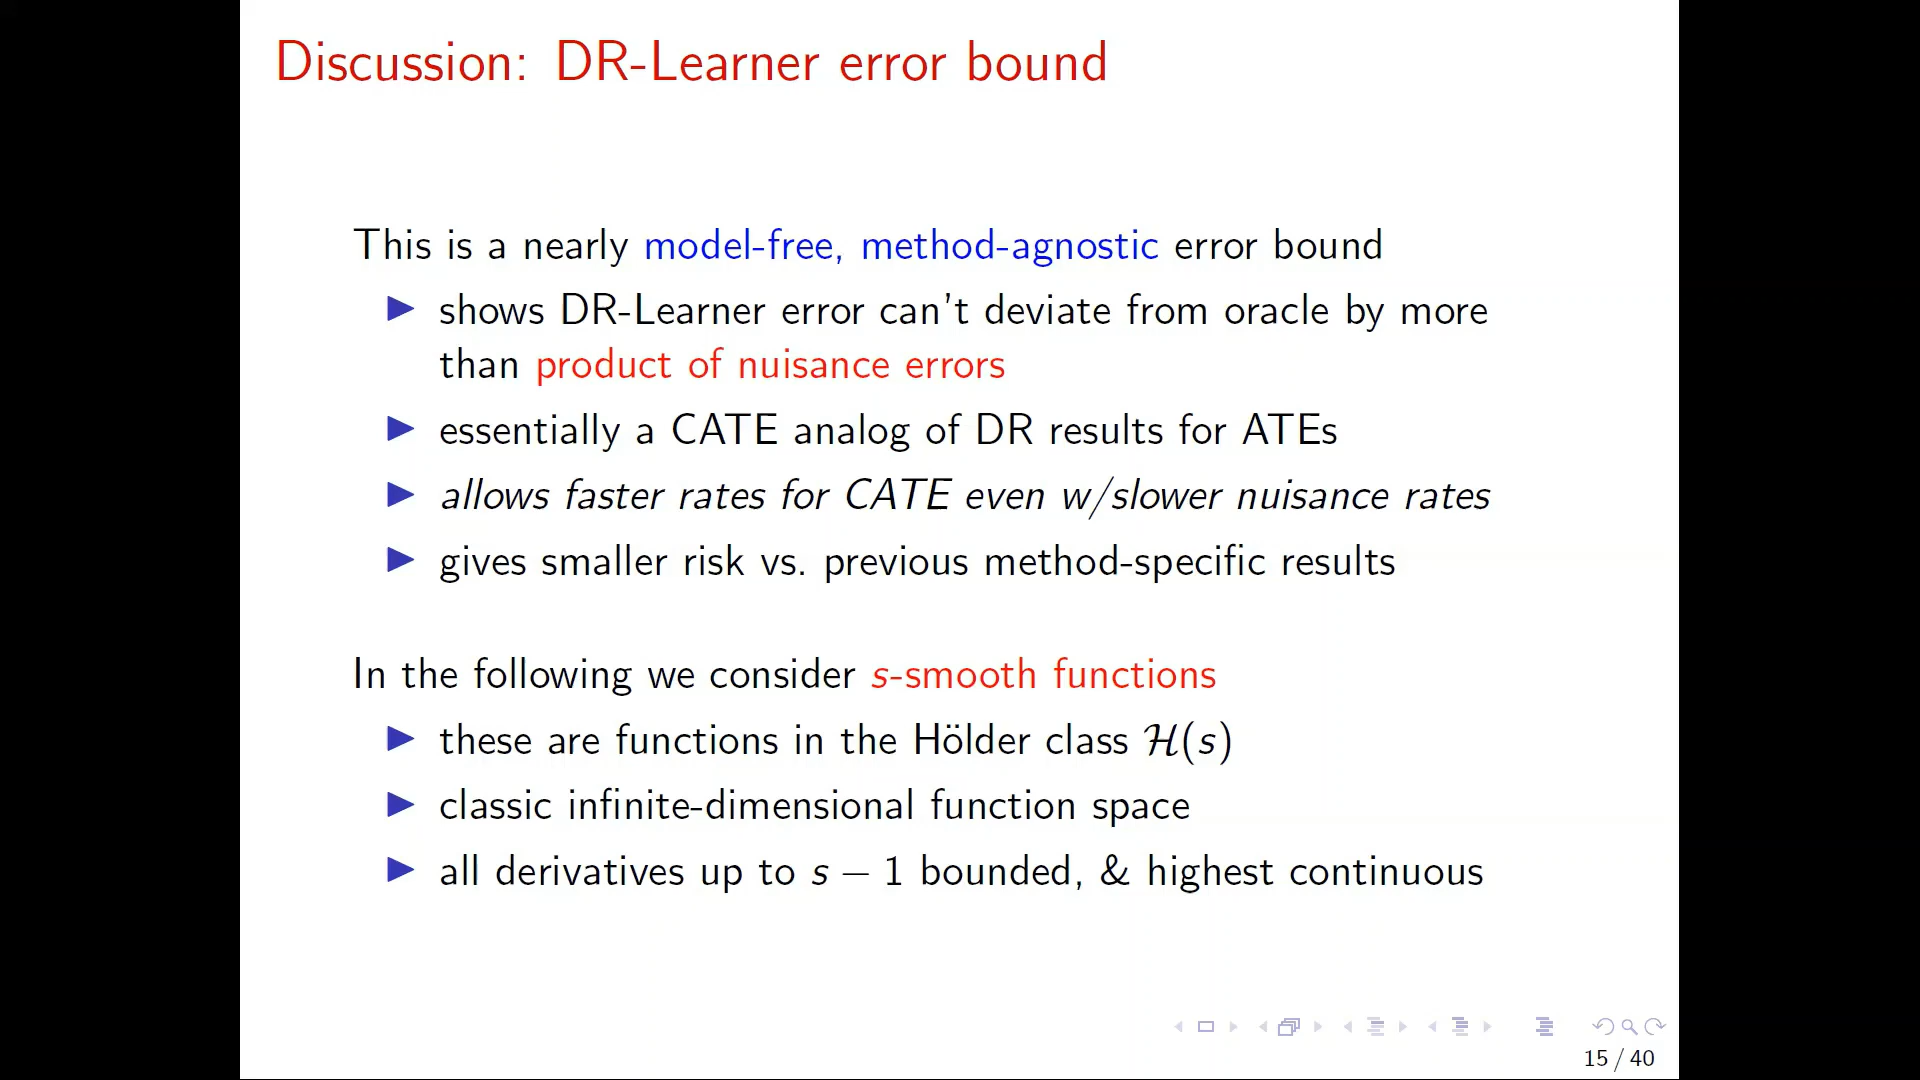 Discussion: DR-Learner error bound
This is a nearly model-free, method-agnostic error bound
shows DR-Learner error can't deviate from oracle by more
than product of nuisance errors
essentially a CATE analog of DR results for ATEs
allows faster rates for CATE even w/slower nuisance rates
gives smaller risk vs. previous method-specific results
In the following we consider s-smooth functions
these are functions in the Hölder class ℋ(s)
classic infinite-dimensional function space
all derivatives up to s − 1 bounded, & highest continuous
15 / 40